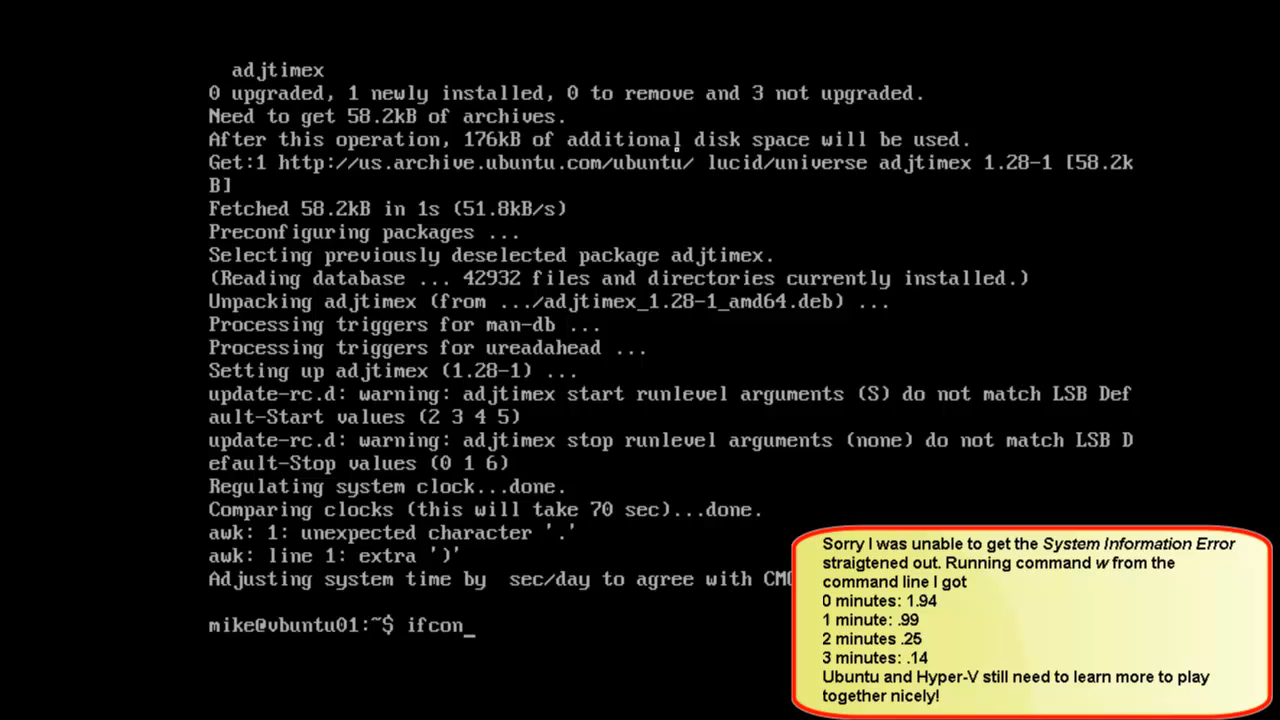 adjtimex
0 upgraded, 1 newly installed, 0 to remove and 3 not upgraded.
Need to get 58.2kB of archives.
After this operation, 176kB of additional disk space will be used.
Get:1 http://us.archive.ubuntu.com/ubuntu/ lucid/universe adjtimex 1.28-1 [58.2k
B]
Fetched 58.2kB in 1s (51.8kB/s)
Preconfiguring packages ...
Selecting previously deselected package adjtimex.
(Reading database ... 42932 files and directories currently installed.)
Unpacking adjtimex (from .../adjtimex_1.28-1_amd64.deb) ...
Processing triggers for man-db ...
Processing triggers for ureadahead ...
Setting up adjtimex (1.28-1) ...
update-rc.d: warning: adjtimex start runlevel arguments (S) do not match LSB Def
ault-Start values (2 3 4 5)
update-rc.d: warning: adjtimex stop runlevel arguments (none) do not match LSB D
efault-Stop values (0 1 6)
Regulating system clock...done.
Comparing clocks (this will take 70 sec)...done.
awk: 1: unexpected character '.'
awk: line 1: extra ')'
Adjusting system time by  sec/day to agree with CMO
mike@vbuntu01:~$ ifcon_
Sorry I was unable to get the System Information Error
straigtened out. Running command w from the
command line I got
0 minutes: 1.94
1 minute: .99
2 minutes .25
3 minutes: .14
Ubuntu and Hyper-V still need to learn more to play
together nicely!